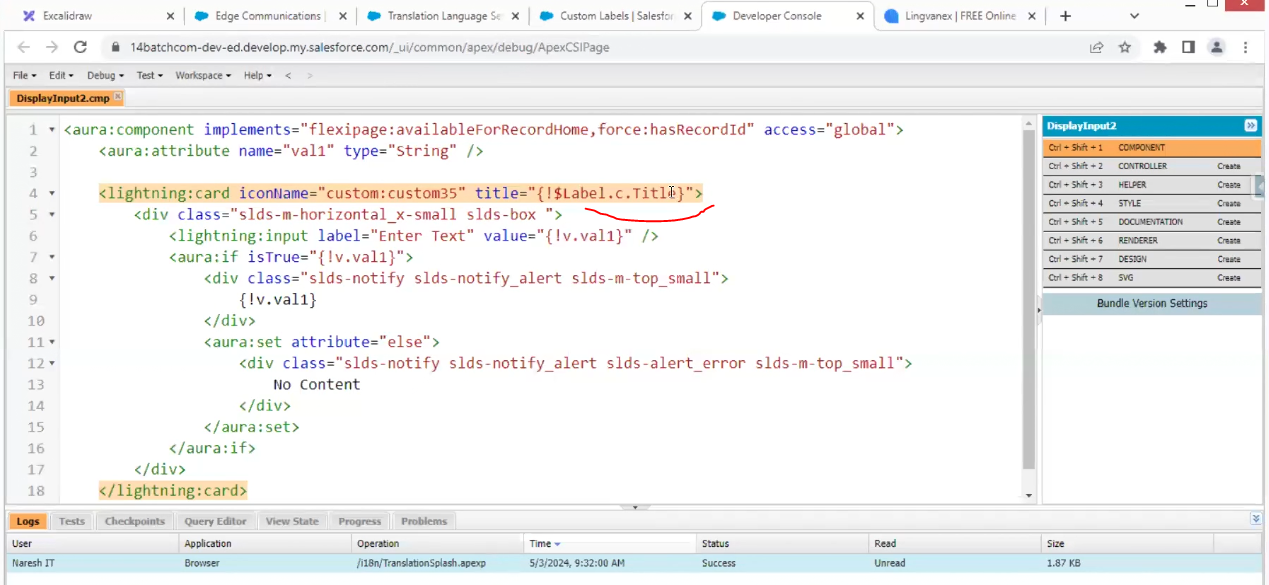 Excalidraw
Edge Communications |
Translation Language Se
Custom Labels | Salesfor
Developer Console
Lingvanex | FREE Online
14batchcom-dev-ed.develop.my.salesforce.com/_ui/common/apex/debug/ApexCSIPage
File Edit Debug Test Workspace Help < >
DisplayInput2.cmp
1 <aura:component implements="flexipage:availableForRecordHome,force:hasRecordId" access="global">
2 <aura:attribute name="val1" type="String" />
3
4 <lightning:card iconName="custom:custom35" title="{!$Label.c.Title}">
5 <div class="slds-m-horizontal_x-small slds-box ">
6 <lightning:input label="Enter Text" value="{!v.val1}" />
7 <aura:if isTrue="{!v.val1}">
8 <div class="slds-notify slds-notify_alert slds-m-top_small">
9 {!v.val1}
10 </div>
11 <aura:set attribute="else">
12 <div class="slds-notify slds-notify_alert slds-alert_error slds-m-top_small">
13 No Content
14 </div>
15 </aura:set>
16 </aura:if>
17 </div>
18 </lightning:card>
DisplayInput2
Ctrl + Shift + 1 COMPONENT
Ctrl + Shift + 2 CONTROLLER Create
Ctrl + Shift + 3 HELPER Create
Ctrl + Shift + 4 STYLE Create
Ctrl + Shift + 5 DOCUMENTATION Create
Ctrl + Shift + 6 RENDERER Create
Ctrl + Shift + 7 DESIGN Create
Ctrl + Shift + 8 SVG Create
Bundle Version Settings
Logs Tests Checkpoints Query Editor View State Progress Problems
User Application Operation Time Status Read Size
Naresh IT Browser /i18n/TranslationSplash.apexp 5/3/2024, 9:32:00 AM Success Unread 1.87 KB